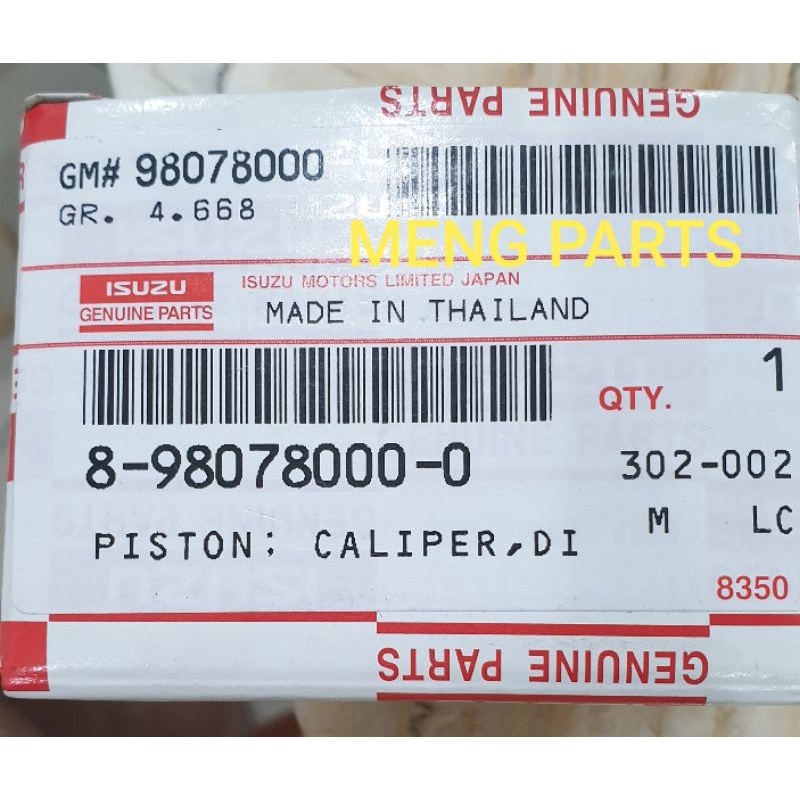 GENUINE PARTS
GM# 98078000
GR. 4.668
MENG PARTS
ISUZU
GENUINE PARTS
ISUZU MOTORS LIMITED JAPAN
MADE IN THAILAND
QTY. 1
8-98078000-0
302-002
M LC
PISTON; CALIPER,DI
8350
GENUINE PARTS